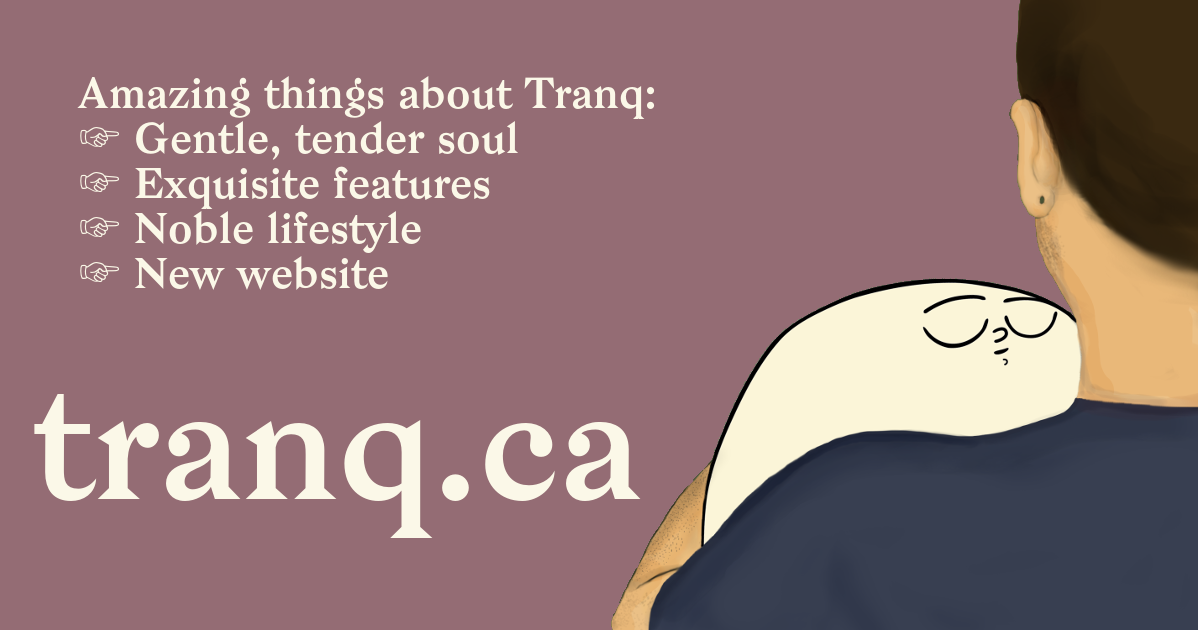 Amazing things about Tranq:
☞ Gentle, tender soul
☞ Exquisite features
☞ Noble lifestyle
☞ New website
tranq.ca